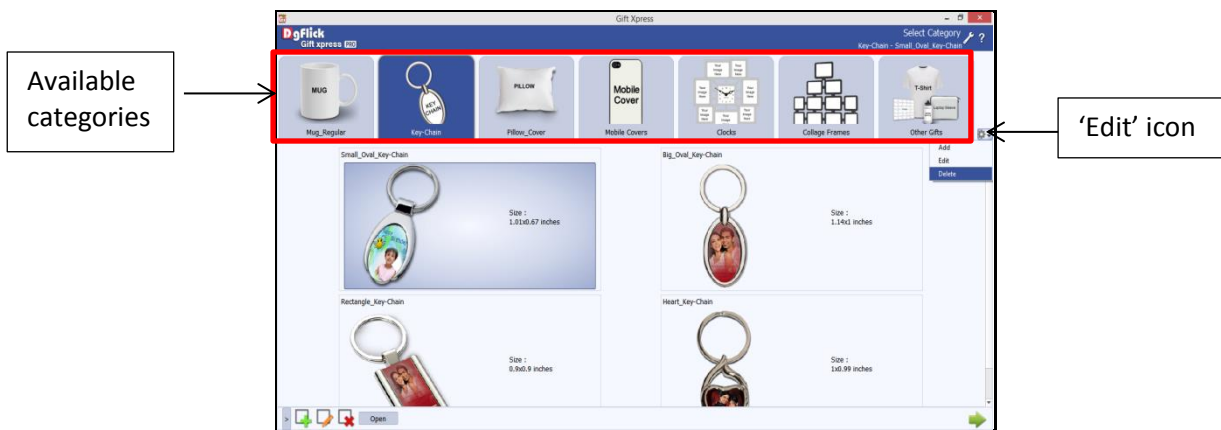 Gift Xpress
DgFlick
Gift xpress PRO
Select Category
Key-Chain - Small_Oval_Key-Chain
?
Available
categories
MUG
KEY
CHAIN
PILLOW
Mobile
Cover
T-Shirt
Mug_Regular
Key-Chain
Pillow_Cover
Mobile Covers
Clocks
Collage Frames
Other Gifts
'Edit' icon
Add
Edit
Delete
Small_Oval_Key-Chain
Size :
1.01x0.67 inches
Big_Oval_Key-Chain
Size :
1.14x1 inches
Rectangle_Key-Chain
Size :
0.9x0.9 inches
Heart_Key-Chain
Size :
1x0.99 inches
> Open